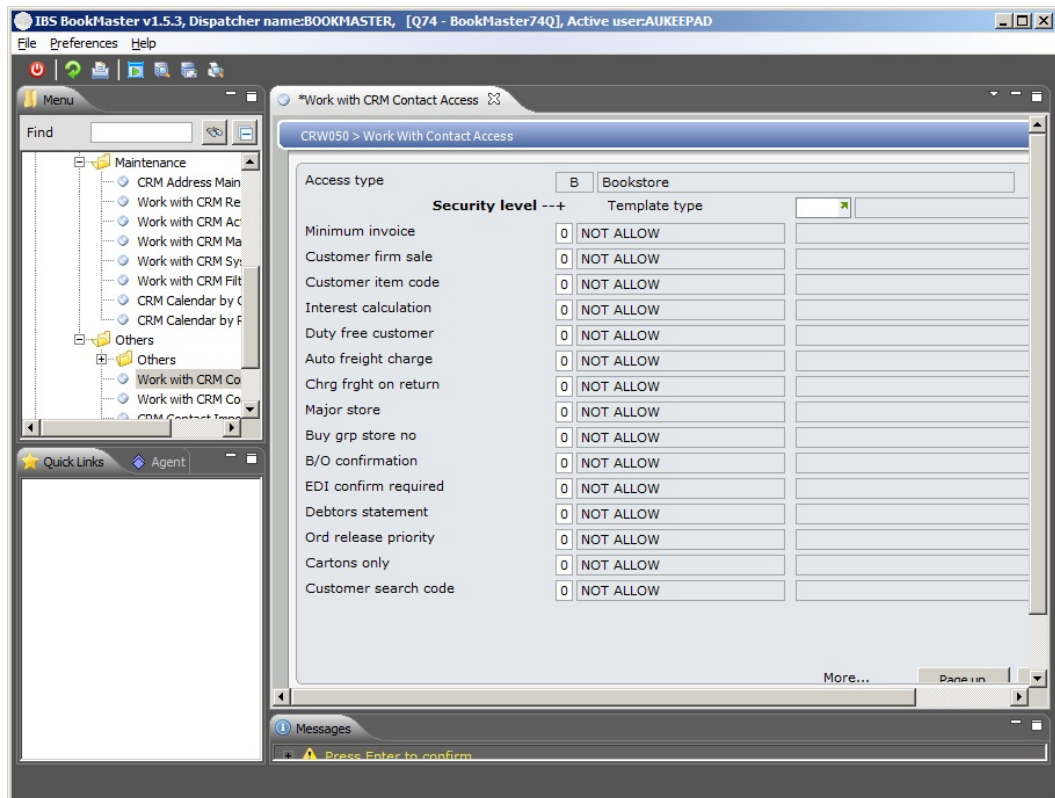 IBS BookMaster v1.5.3, Dispatcher name:BOOKMASTER, [Q74 - BookMaster74Q], Active user:AUKEEPAD
File Preferences Help
Menu
Find
Maintenance
CRM Address Main
Work with CRM Re
Work with CRM Ac
Work with CRM Ma
Work with CRM Sy
Work with CRM Filt
CRM Calendar by
CRM Calendar by
Others
Others
Work with CRM Co
Work with CRM Co
CRM Contact Impo
Quick Links Agent
*Work with CRM Contact Access
CRW050 > Work With Contact Access
Access type B Bookstore
Security level --+ Template type
Minimum invoice 0 NOT ALLOW
Customer firm sale 0 NOT ALLOW
Customer item code 0 NOT ALLOW
Interest calculation 0 NOT ALLOW
Duty free customer 0 NOT ALLOW
Auto freight charge 0 NOT ALLOW
Chrg frght on return 0 NOT ALLOW
Major store 0 NOT ALLOW
Buy grp store no 0 NOT ALLOW
B/O confirmation 0 NOT ALLOW
EDI confirm required 0 NOT ALLOW
Debtors statement 0 NOT ALLOW
Ord release priority 0 NOT ALLOW
Cartons only 0 NOT ALLOW
Customer search code 0 NOT ALLOW
More... Page up
Messages
Press Enter to confirm